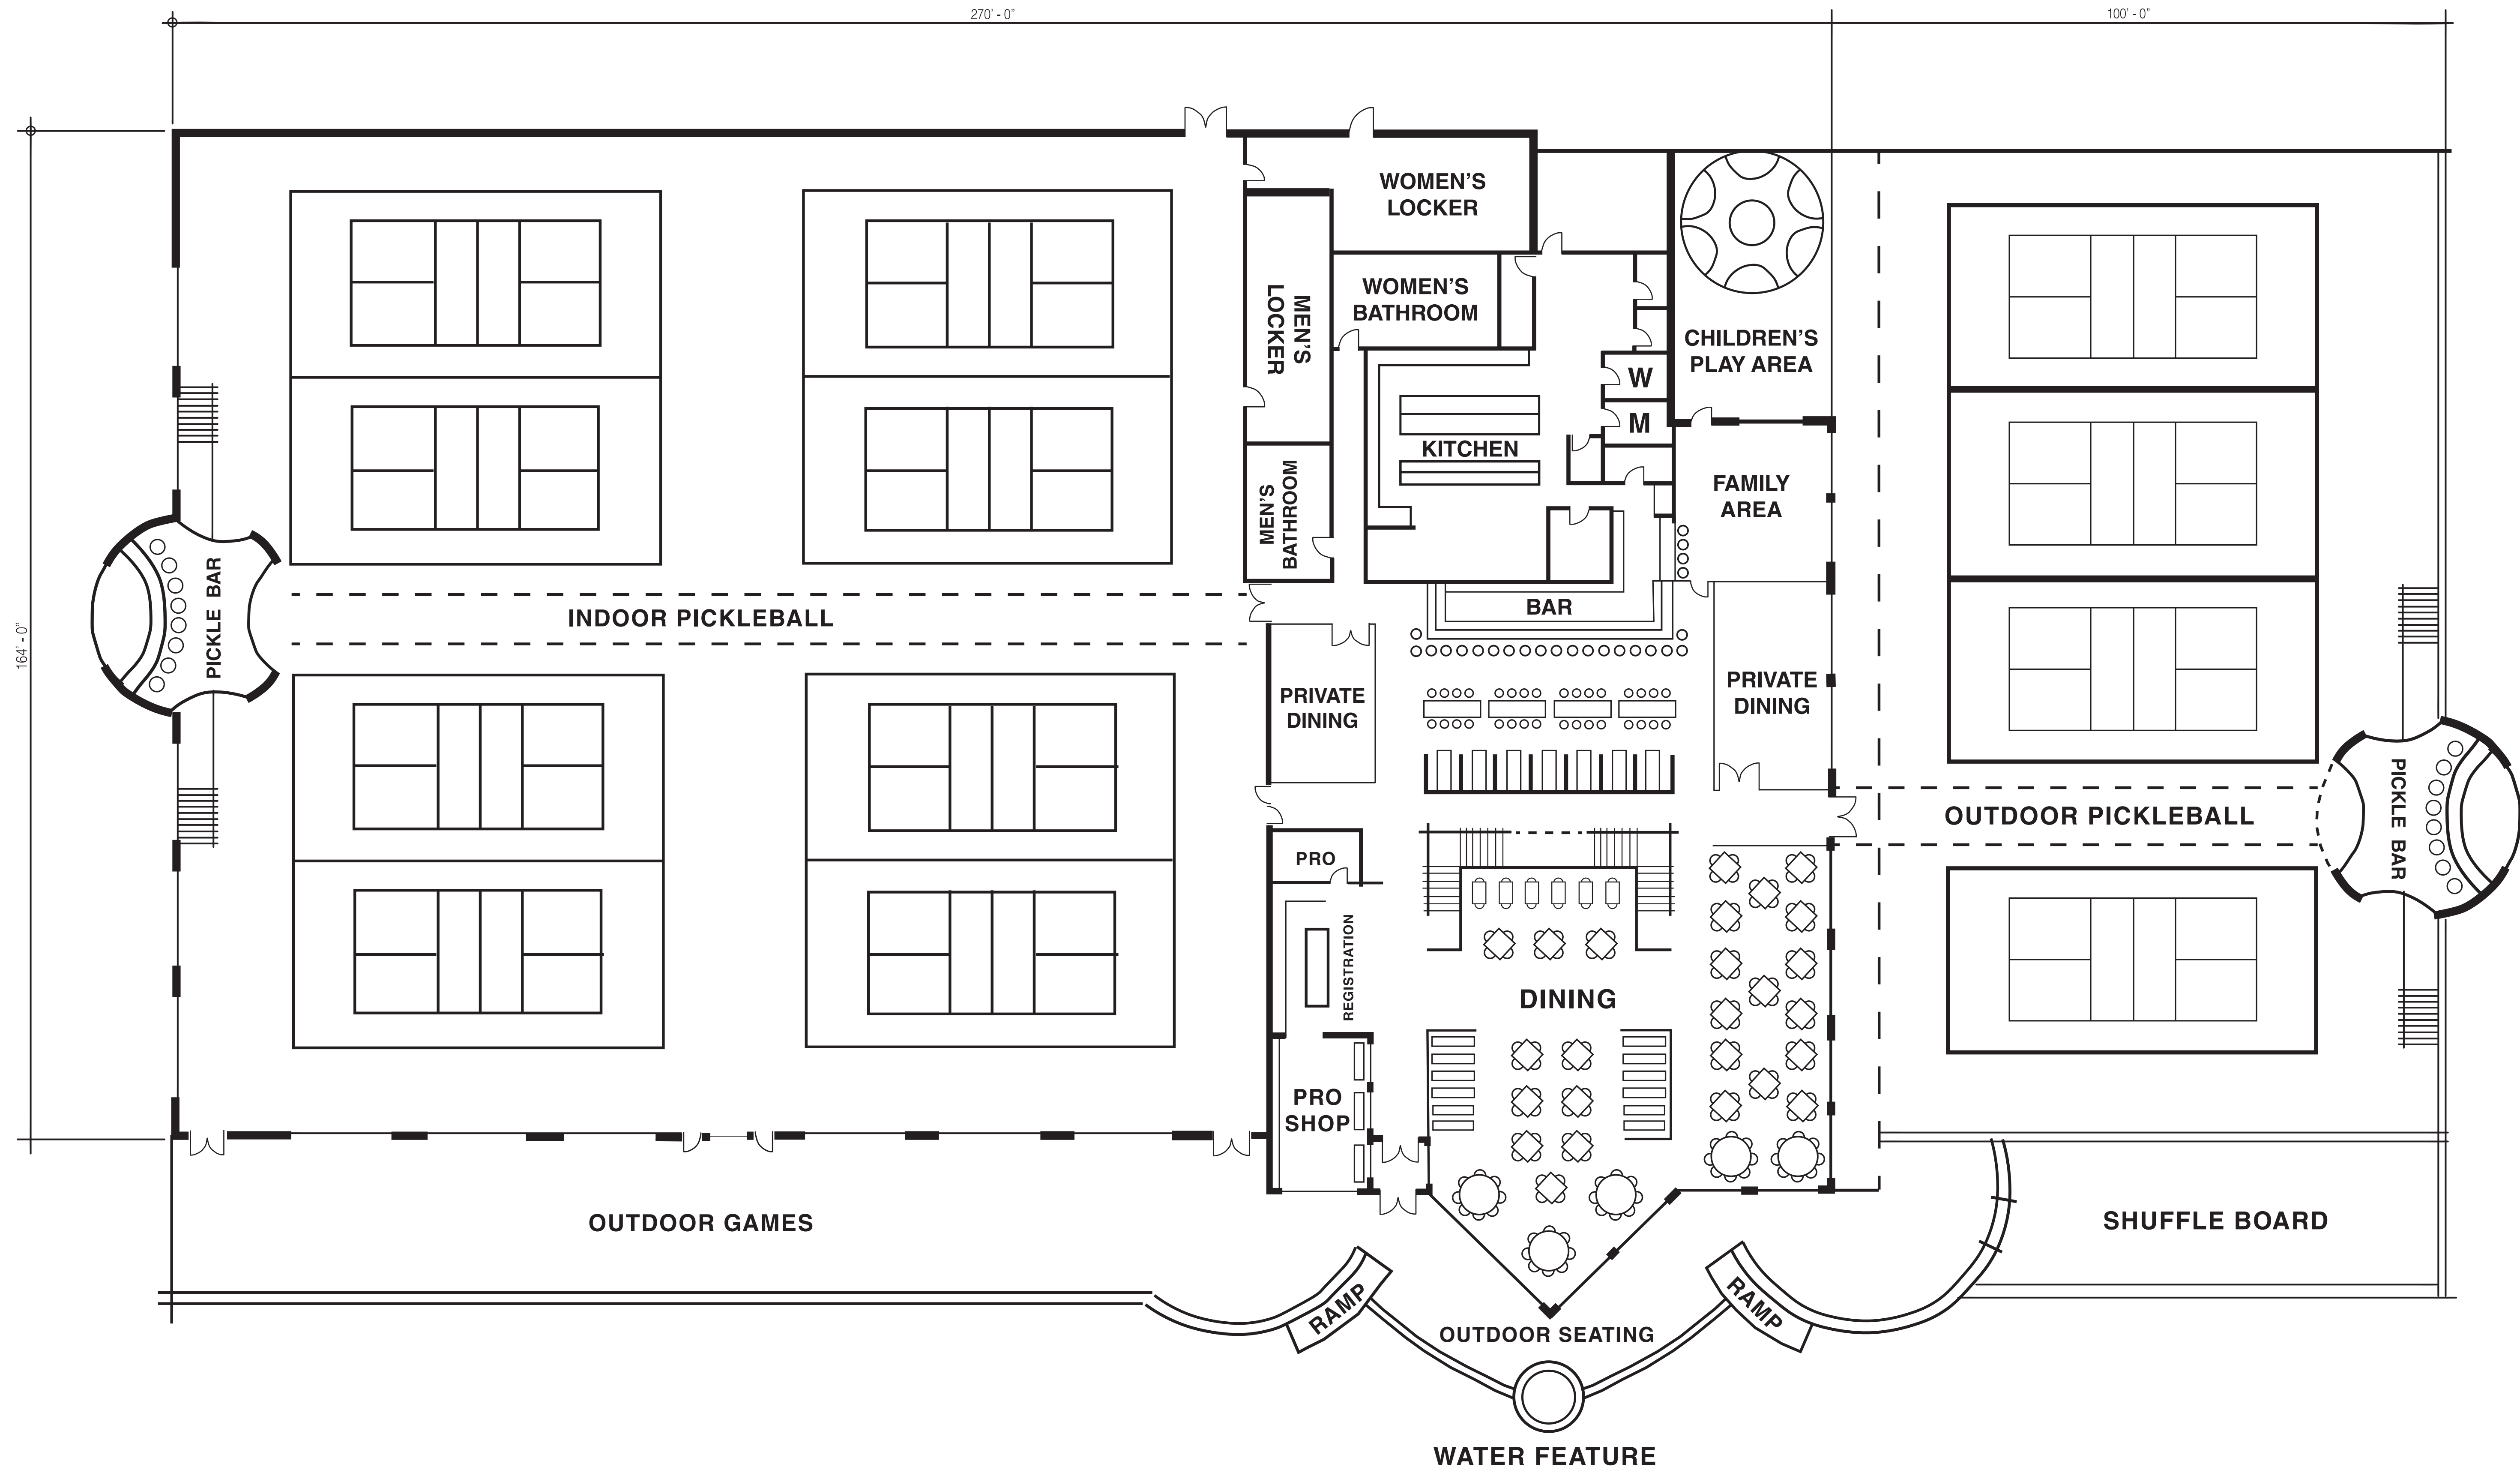 270' - 0”
100' - 0”
164' - 0”
WOMEN'S
LOCKER
MEN'S
LOCKER
WOMEN'S
BATHROOM
CHILDREN'S
PLAY AREA
W
M
KITCHEN
MEN'S
BATHROOOM
FAMILY
AREA
PICKLE BAR
INDOOR PICKLEBALL
BAR
PRIVATE
DINING
PRIVATE
DINING
OUTDOOR PICKLEBALL
PICKLE BAR
PRO
REGISTRATION
DINING
PRO
SHOP
OUTDOOR GAMES
SHUFFLE BOARD
RAMP
RAMP
OUTDOOR SEATING
WATER FEATURE